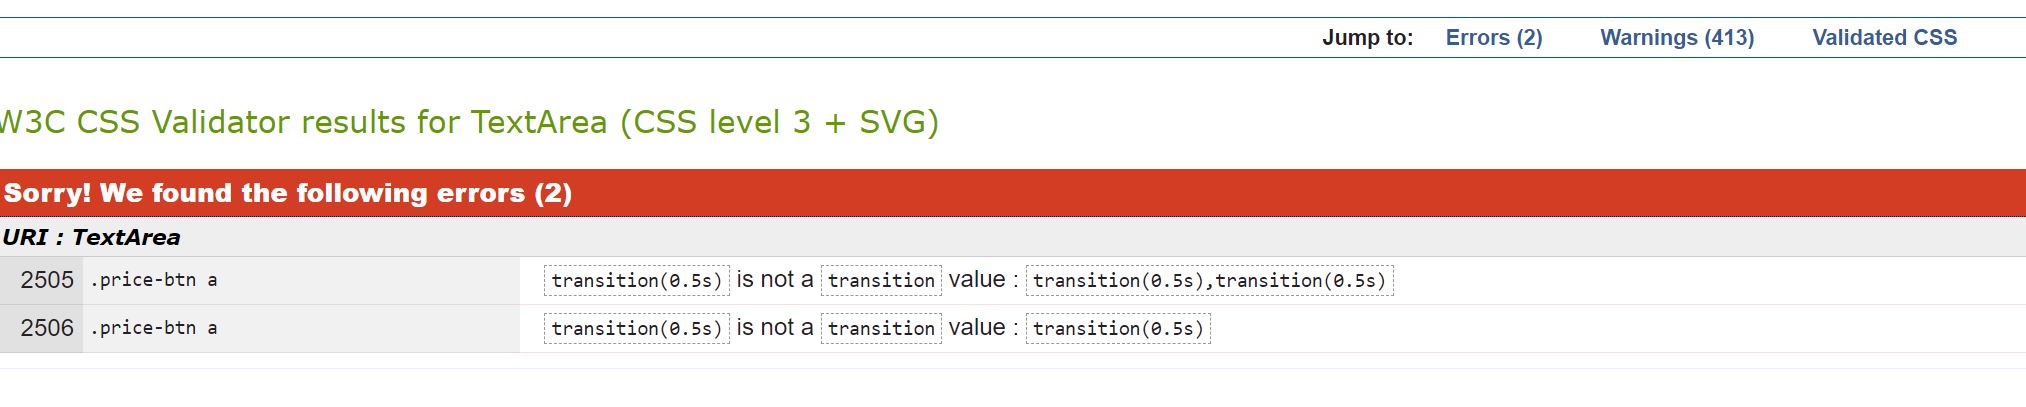 Jump to: Errors (2) Warnings (413) Validated CSS
W3C CSS Validator results for TextArea (CSS level 3 + SVG)
Sorry! We found the following errors (2)
URI : TextArea
2505 .price-btn a transition(0.5s) is not a transition value : transition(0.5s),transition(0.5s)
2506 .price-btn a transition(0.5s) is not a transition value : transition(0.5s)